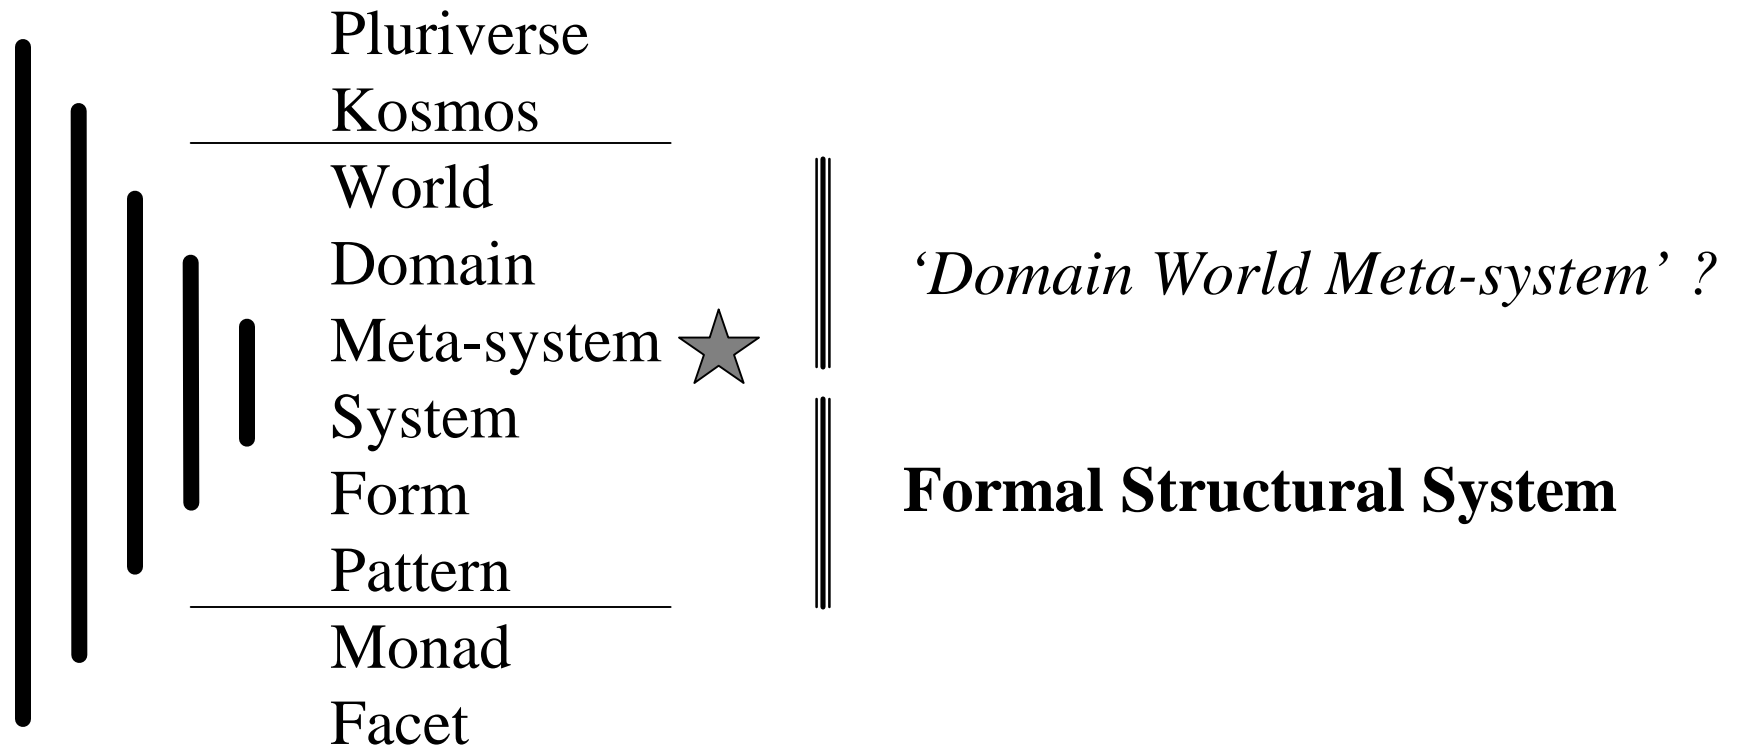 Pluriverse
Kosmos
World
Domain
Meta-system
System
Form
Pattern
Monad
Facet
‘Domain World Meta-system’ ?
Formal Structural System